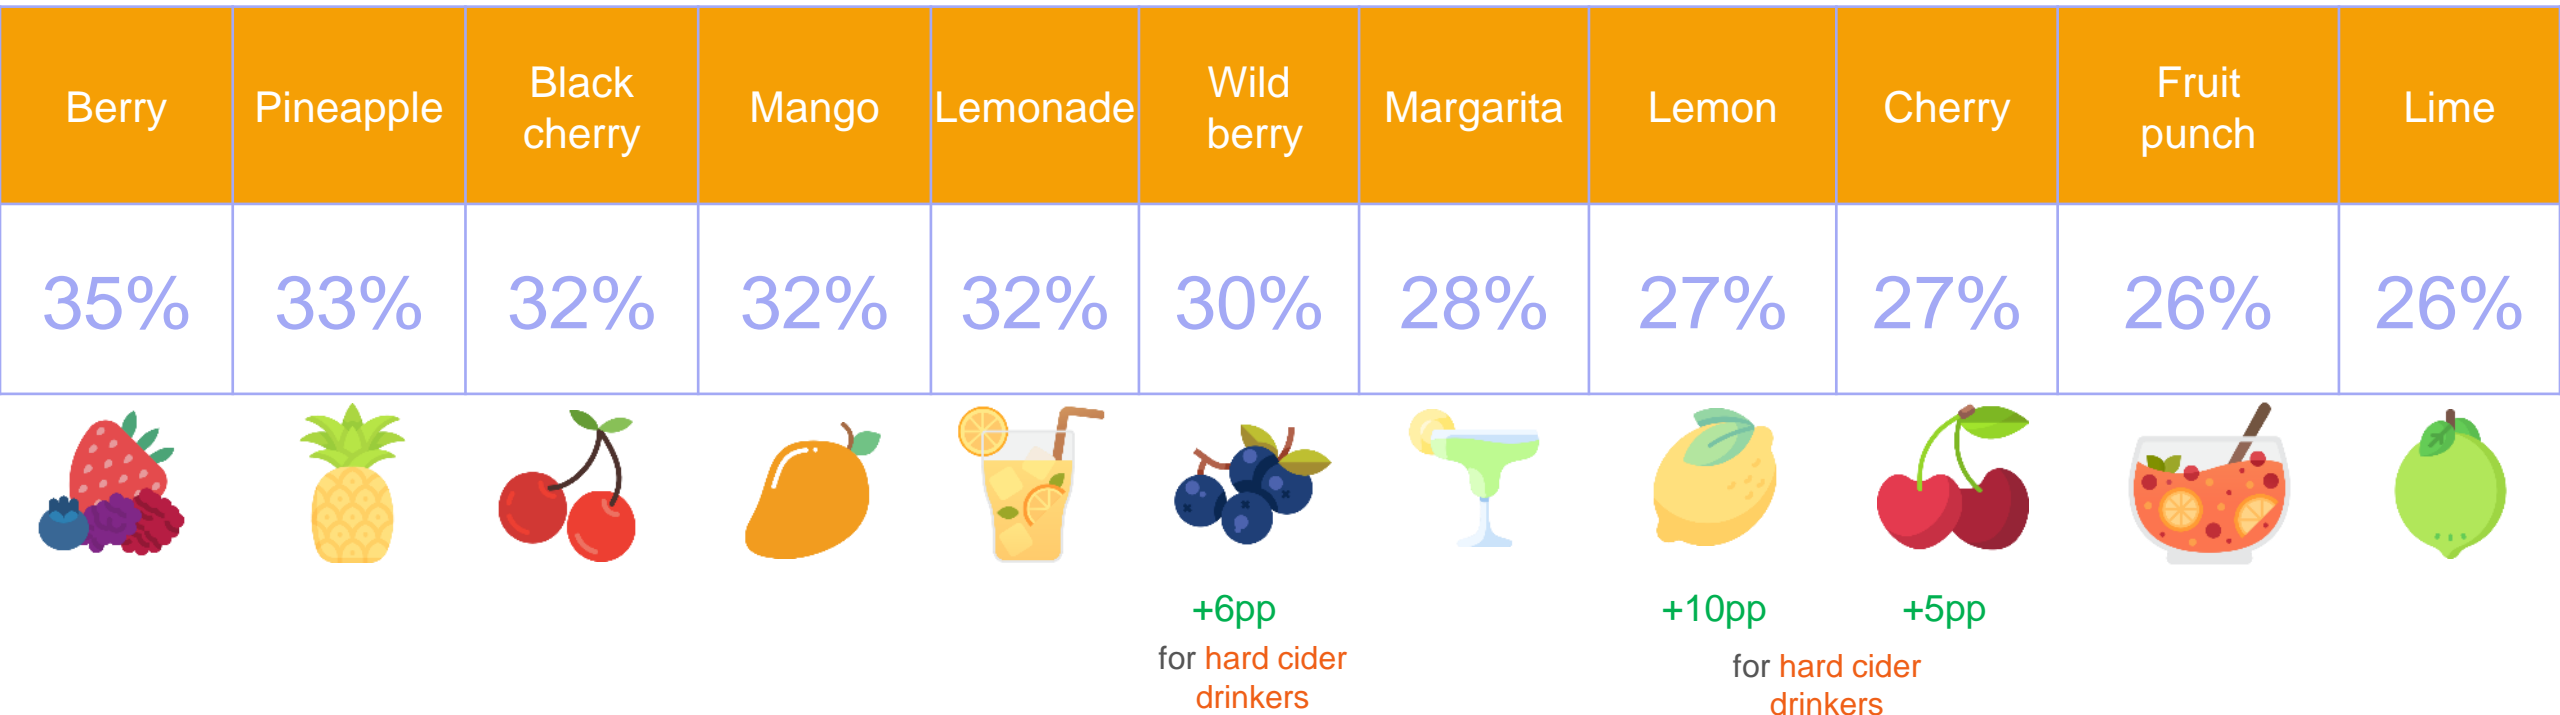 Berry
Pineapple
Black
cherry
Mango
Lemonade
Wild
berry
Margarita
Lemon
Cherry
Fruit
punch
Lime
35%
33%
32%
32%
32%
30%
28%
27%
27%
26%
26%
+6pp
for hard cider
drinkers
+10pp
+5pp
for hard cider
drinkers